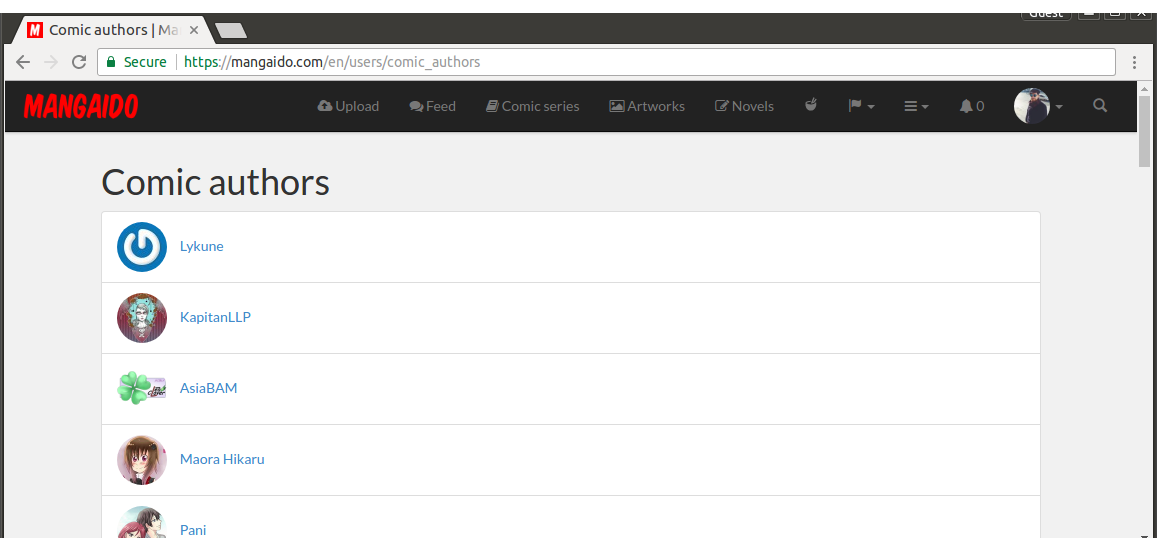 Guest
M Comic authors | Ma
Secure | https://mangaido.com/en/users/comic_authors
MANGAIDO Upload Feed Comic series Artworks Novels 0
Comic authors
Lykune
KapitanLLP
AsiaBAM
Maora Hikaru
Pani